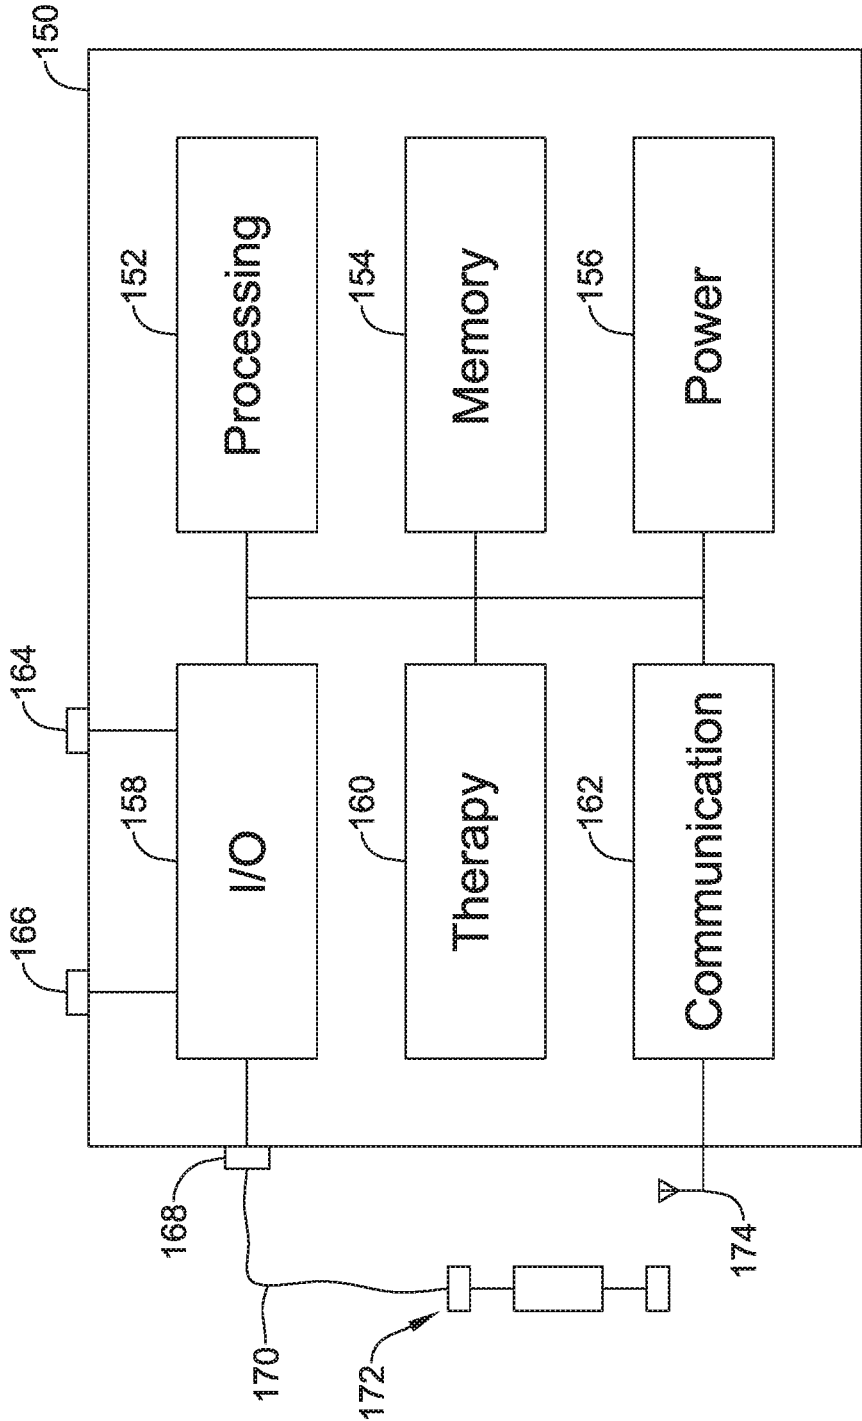 166
164
150
158
152
168
I/O
Processing
170
172
160
154
Therapy
Memory
162
156
Communication
Power
174